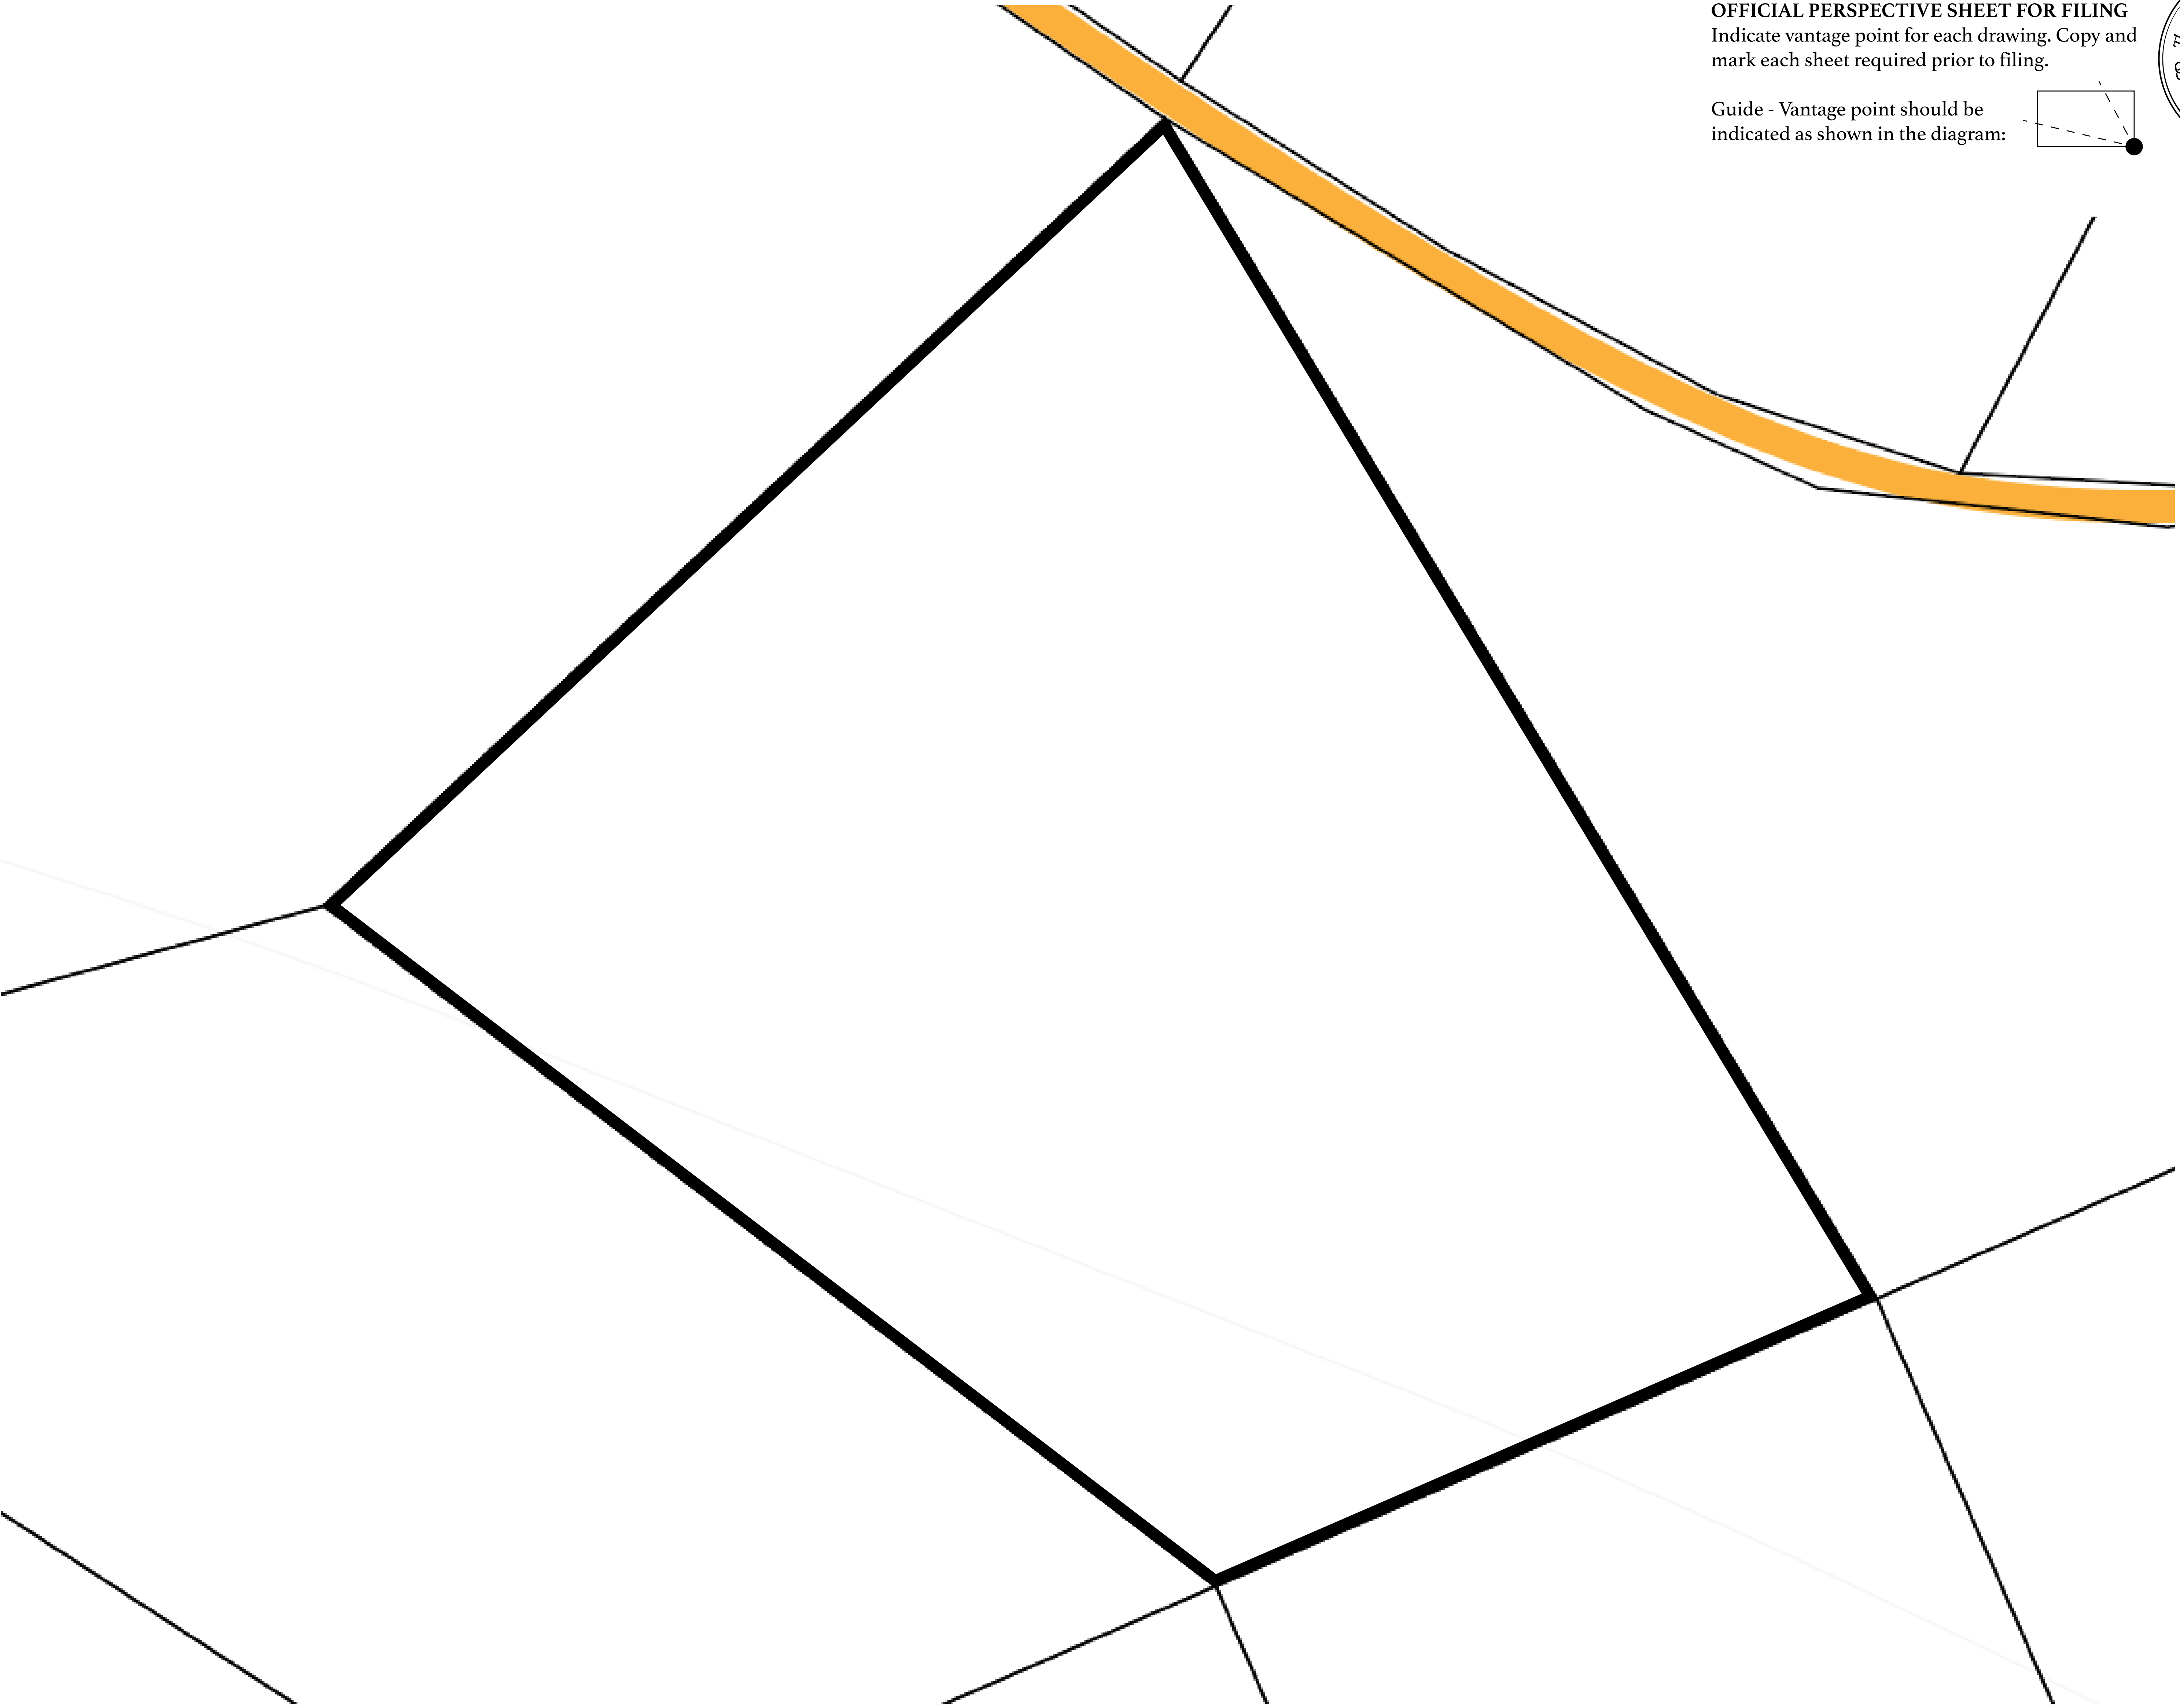 OFFICIAL PERSPECTIVE SHEET FOR FILING
Indicate vantage point for each drawing. Copy and
mark each sheet required prior to filing.
Guide - Vantage point should be
indicated as shown in the diagram: